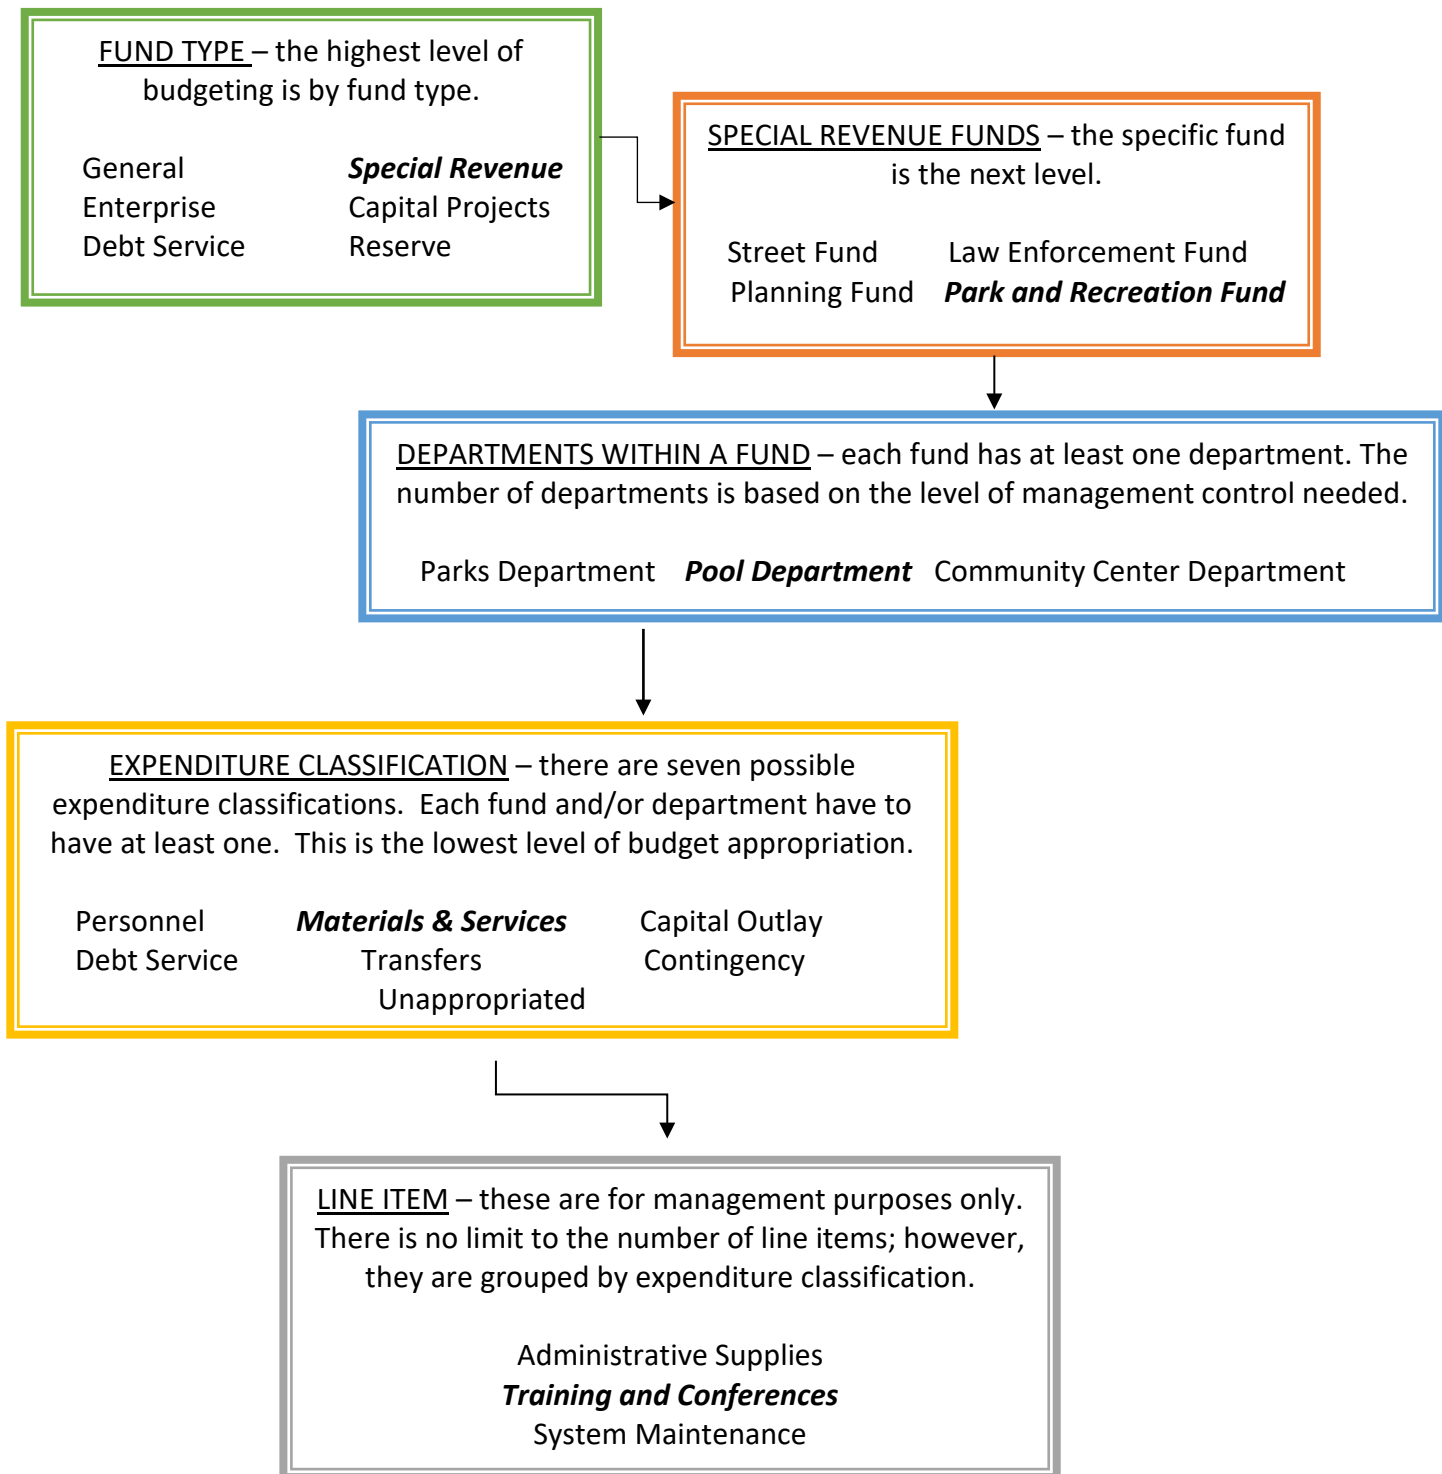 FUND TYPE – the highest level of
budgeting is by fund type.
General Special Revenue
Enterprise Capital Projects
Debt Service Reserve
SPECIAL REVENUE FUNDS – the specific fund
is the next level.
Street Fund Law Enforcement Fund
Planning Fund Park and Recreation Fund
DEPARTMENTS WITHIN A FUND – each fund has at least one department. The
number of departments is based on the level of management control needed.
Parks Department Pool Department Community Center Department
EXPENDITURE CLASSIFICATION – there are seven possible
expenditure classifications. Each fund and/or department have to
have at least one. This is the lowest level of budget appropriation.
Personnel Materials & Services Capital Outlay
Debt Service Transfers Contingency
Unappropriated
LINE ITEM – these are for management purposes only.
There is no limit to the number of line items; however,
they are grouped by expenditure classification.
Administrative Supplies
Training and Conferences
System Maintenance